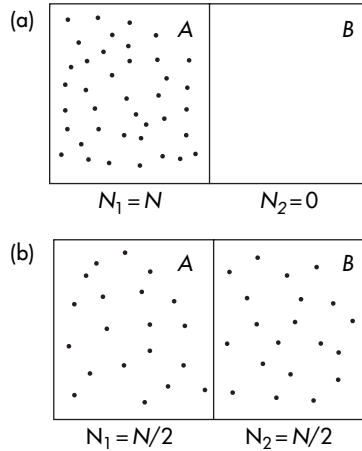 (a)
A B
N₁ = N N₂ = 0
(b)
A B
N₁ = N/2 N₂ = N/2